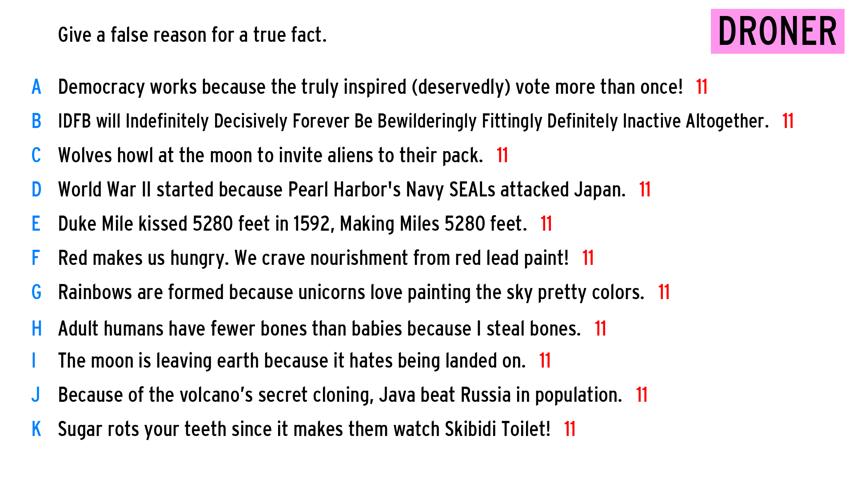 Give a false reason for a true fact.
DRONER
A Democracy works because the truly inspired (deservedly) vote more than once! 11
B IDFB will Indefinitely Decisively Forever Be Bewilderingly Fittingly Definitely Inactive Altogether. 11
C Wolves howl at the moon to invite aliens to their pack. 11
D World War II started because Pearl Harbor's Navy SEALs attacked Japan. 11
E Duke Mile kissed 5280 feet in 1592, Making Miles 5280 feet. 11
F Red makes us hungry. We crave nourishment from red lead paint! 11
G Rainbows are formed because unicorns love painting the sky pretty colors. 11
H Adult humans have fewer bones than babies because I steal bones. 11
I The moon is leaving earth because it hates being landed on. 11
J Because of the volcano's secret cloning, Java beat Russia in population. 11
K Sugar rots your teeth since it makes them watch Skibidi Toilet! 11